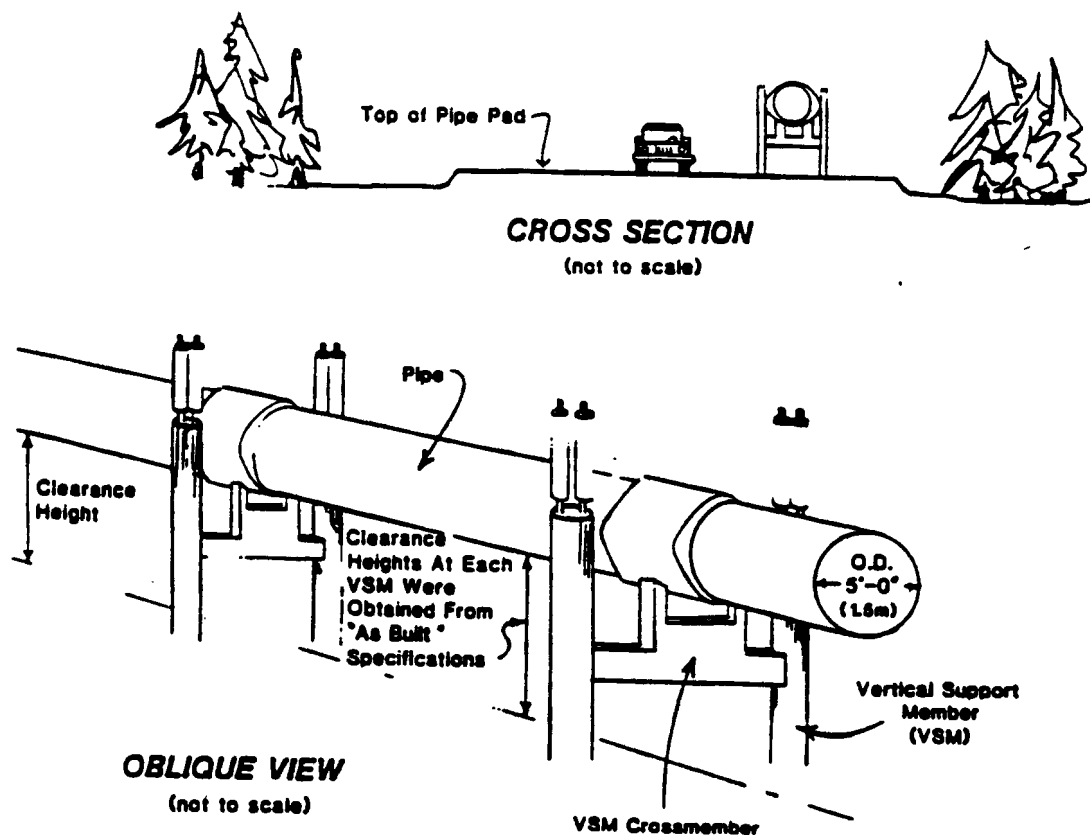 Top of Pipe Pad
CROSS SECTION
(not to scale)
Pipe
Clearance
Height
Clearance
Heights At Each
VSM Were
Obtained From
"As Built"
Specifications
O.D.
5'-0"
(1.5m)
Vertical Support
Member
(VSM)
OBLIQUE VIEW
(not to scale)
VSM Crossmember